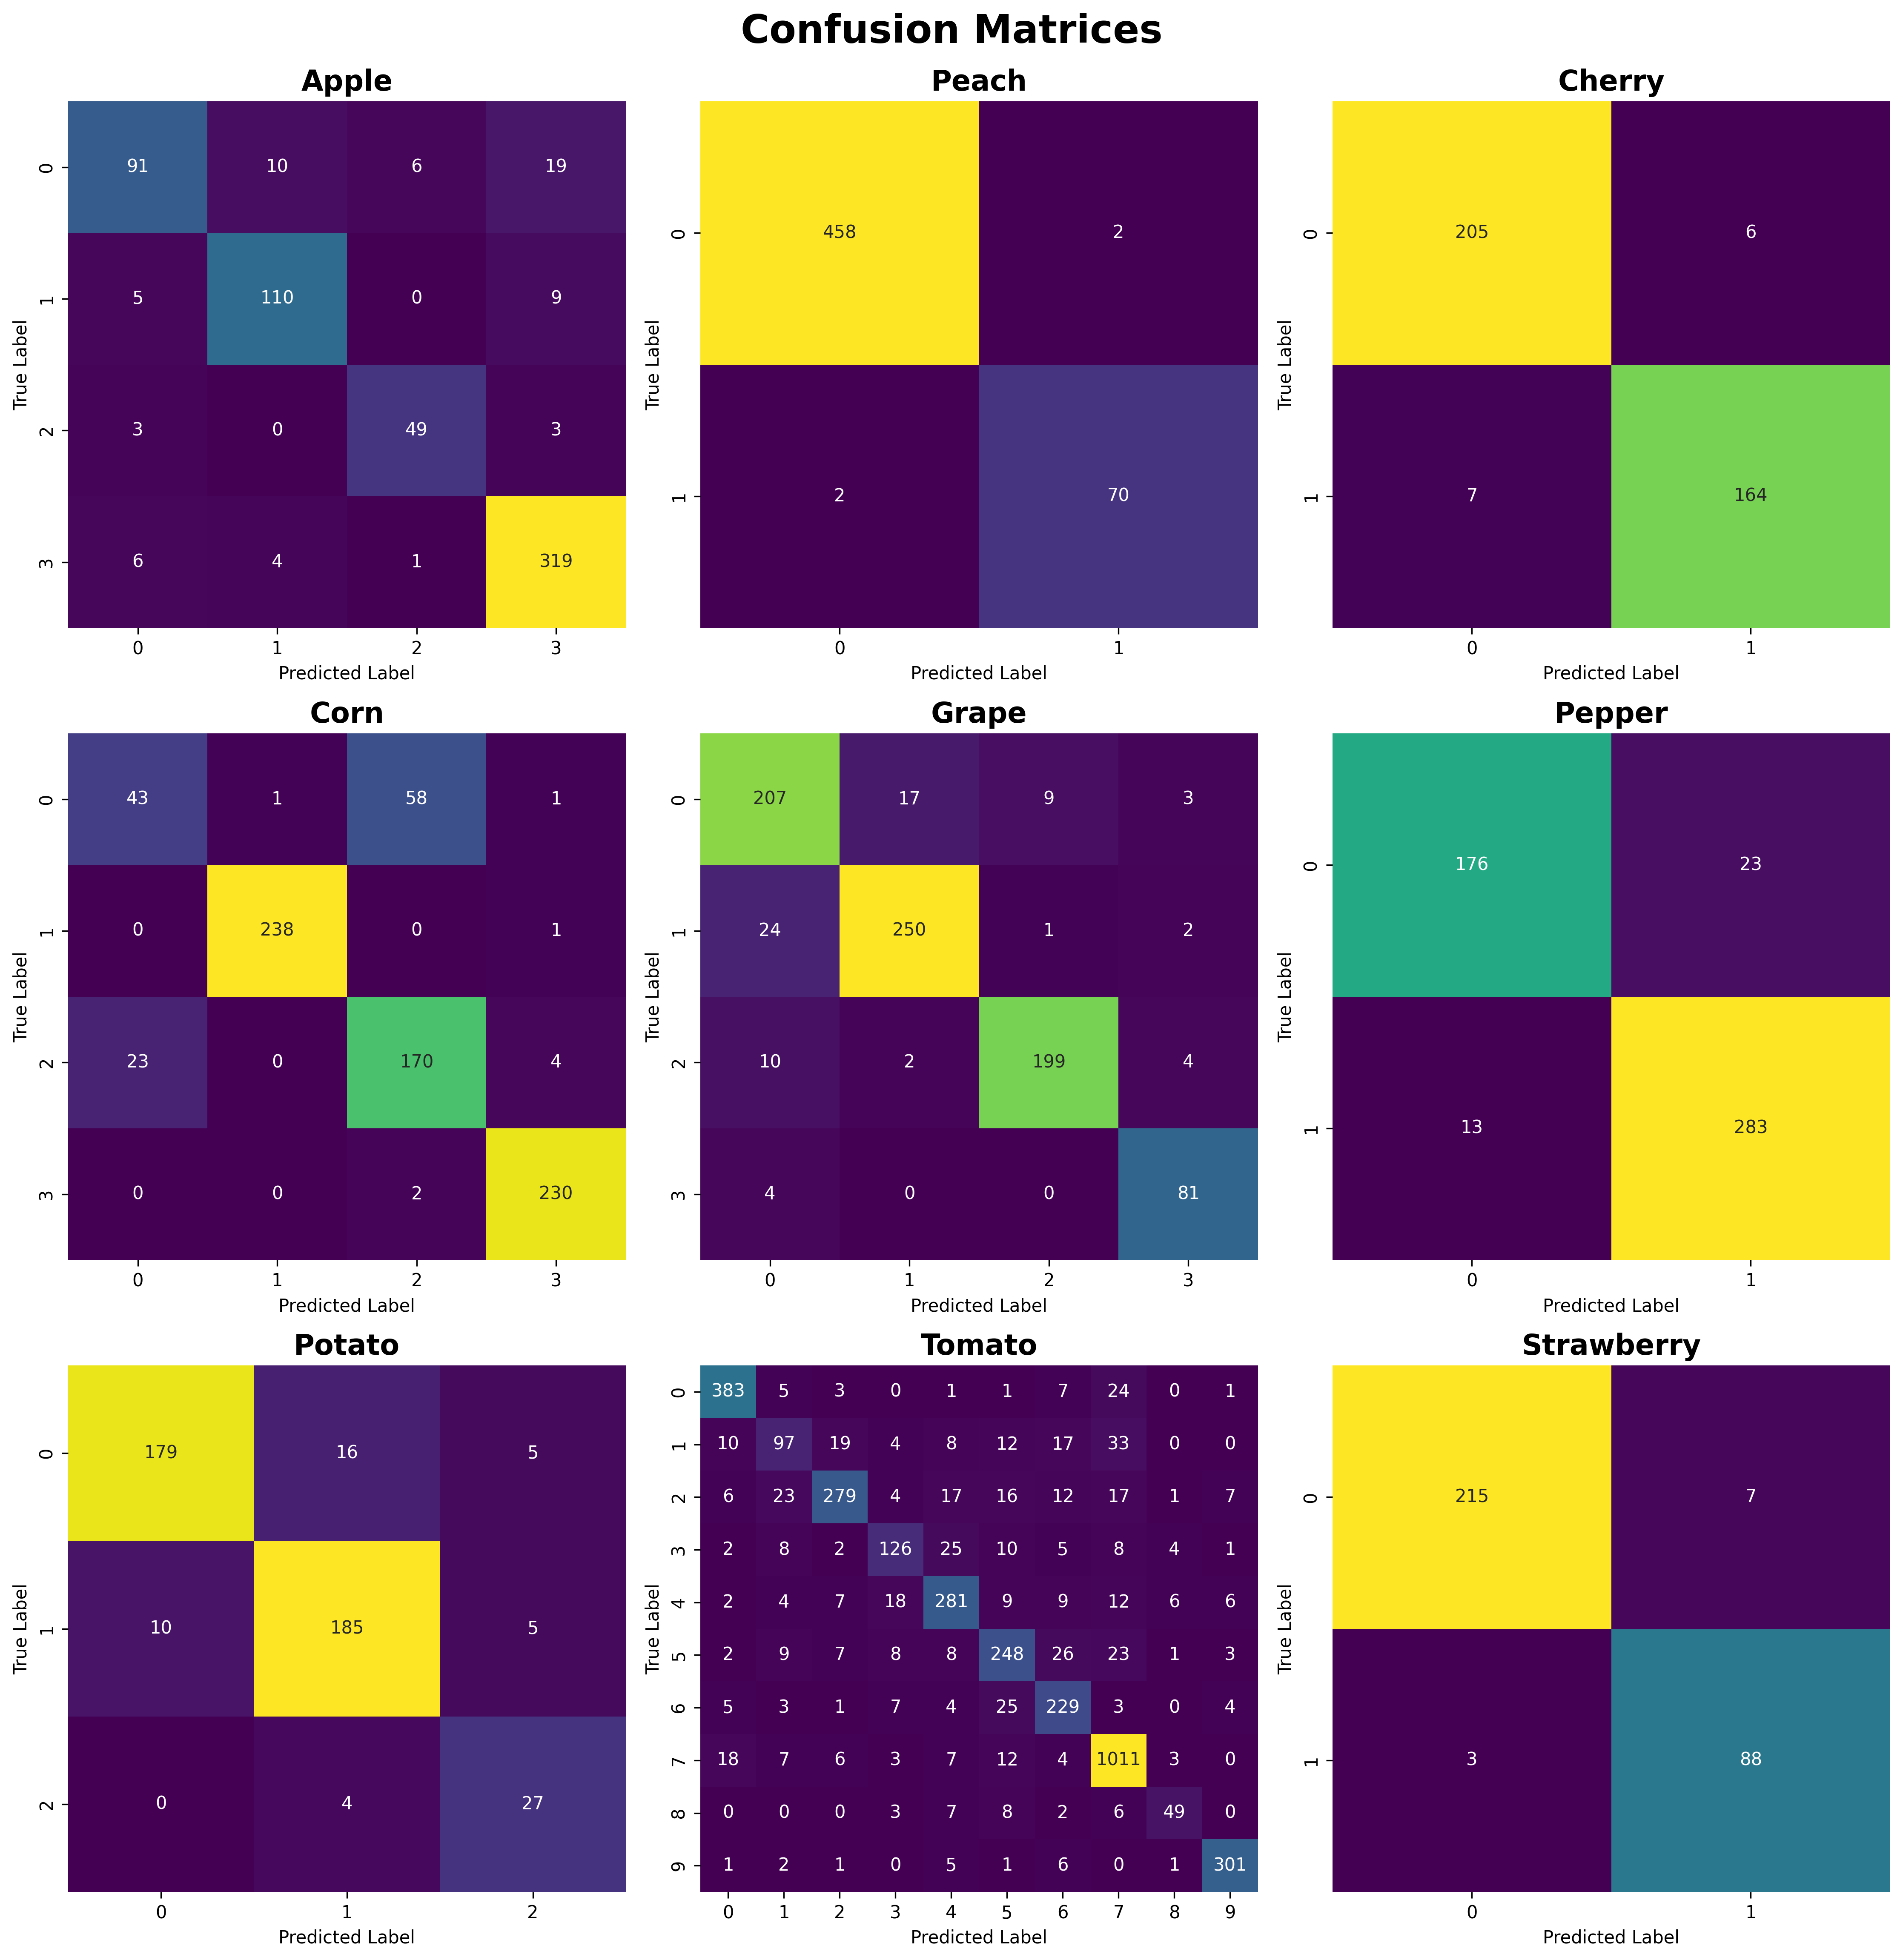 Confusion Matrices
Apple
0 91 10 6 19
1 5 110 0 9
2 3 0 49 3
3 6 4 1 319
True Label
0 1 2 3
Predicted Label
Peach
0 458 2
1 2 70
True Label
0 1
Predicted Label
Cherry
0 205 6
1 7 164
True Label
0 1
Predicted Label
Corn
0 43 1 58 1
1 0 238 0 1
2 23 0 170 4
3 0 0 2 230
True Label
0 1 2 3
Predicted Label
Grape
0 207 17 9 3
1 24 250 1 2
2 10 2 199 4
3 4 0 0 81
True Label
0 1 2 3
Predicted Label
Pepper
0 176 23
1 13 283
True Label
0 1
Predicted Label
Potato
0 179 16 5
1 10 185 5
2 0 4 27
True Label
0 1 2
Predicted Label
Tomato
0 383 5 3 0 1 1 7 24 0 1
1 10 97 19 4 8 12 17 33 0 0
2 6 23 279 4 17 16 12 17 1 7
3 2 8 2 126 25 10 5 8 4 1
4 2 4 7 18 281 9 9 12 6 6
5 2 9 7 8 8 248 26 23 1 3
6 5 3 1 7 4 25 229 3 0 4
7 18 7 6 3 7 12 4 1011 3 0
8 0 0 0 3 7 8 2 6 49 0
9 1 2 1 0 5 1 6 0 1 301
True Label
0 1 2 3 4 5 6 7 8 9
Predicted Label
Strawberry
0 215 7
1 3 88
True Label
0 1
Predicted Label